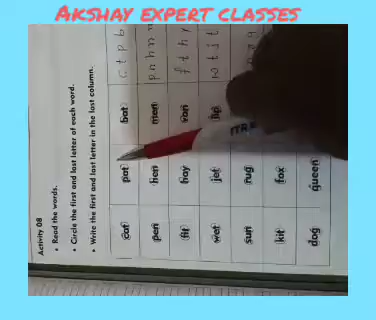 AKSHAY EXPERT CLASSES
Activity 08
• Read the words.
• Circle the first and last letter of each word.
• Write the first and last letter in the last column.
cat pat bat c t p b
pen hen men p n h n
fit hay van f t h y
wet jet lip w t j t
sun rug
kit fox
dog queen